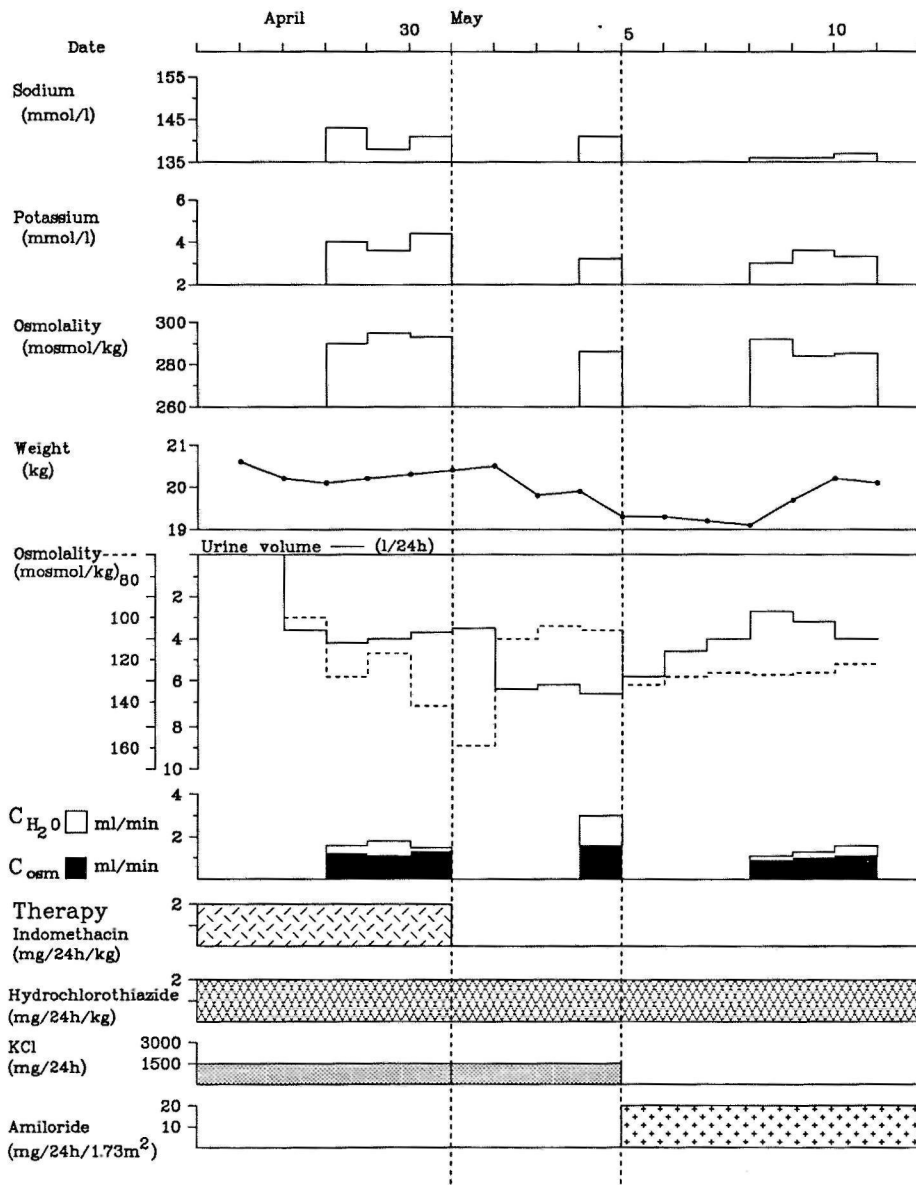 April May
Date 30 5 10
Sodium
(mmol/l)
155
145
135
Potassium
(mmol/l)
6
4
2
Osmolality
(mosmol/kg)
300
280
260
Weight
(kg)
21
20
19
Osmolality----
(mosmol/kg)
Urine volume — (l/24h)
80
100
120
140
160
2
4
6
8
10
4
2
C H2O ml/min
C osm ml/min
Therapy
Indomethacin
(mg/24h/kg)
2
Hydrochlorothiazide
(mg/24h/kg)
2
KCl
(mg/24h)
3000
1500
Amiloride
(mg/24h/1.73m²)
20
10